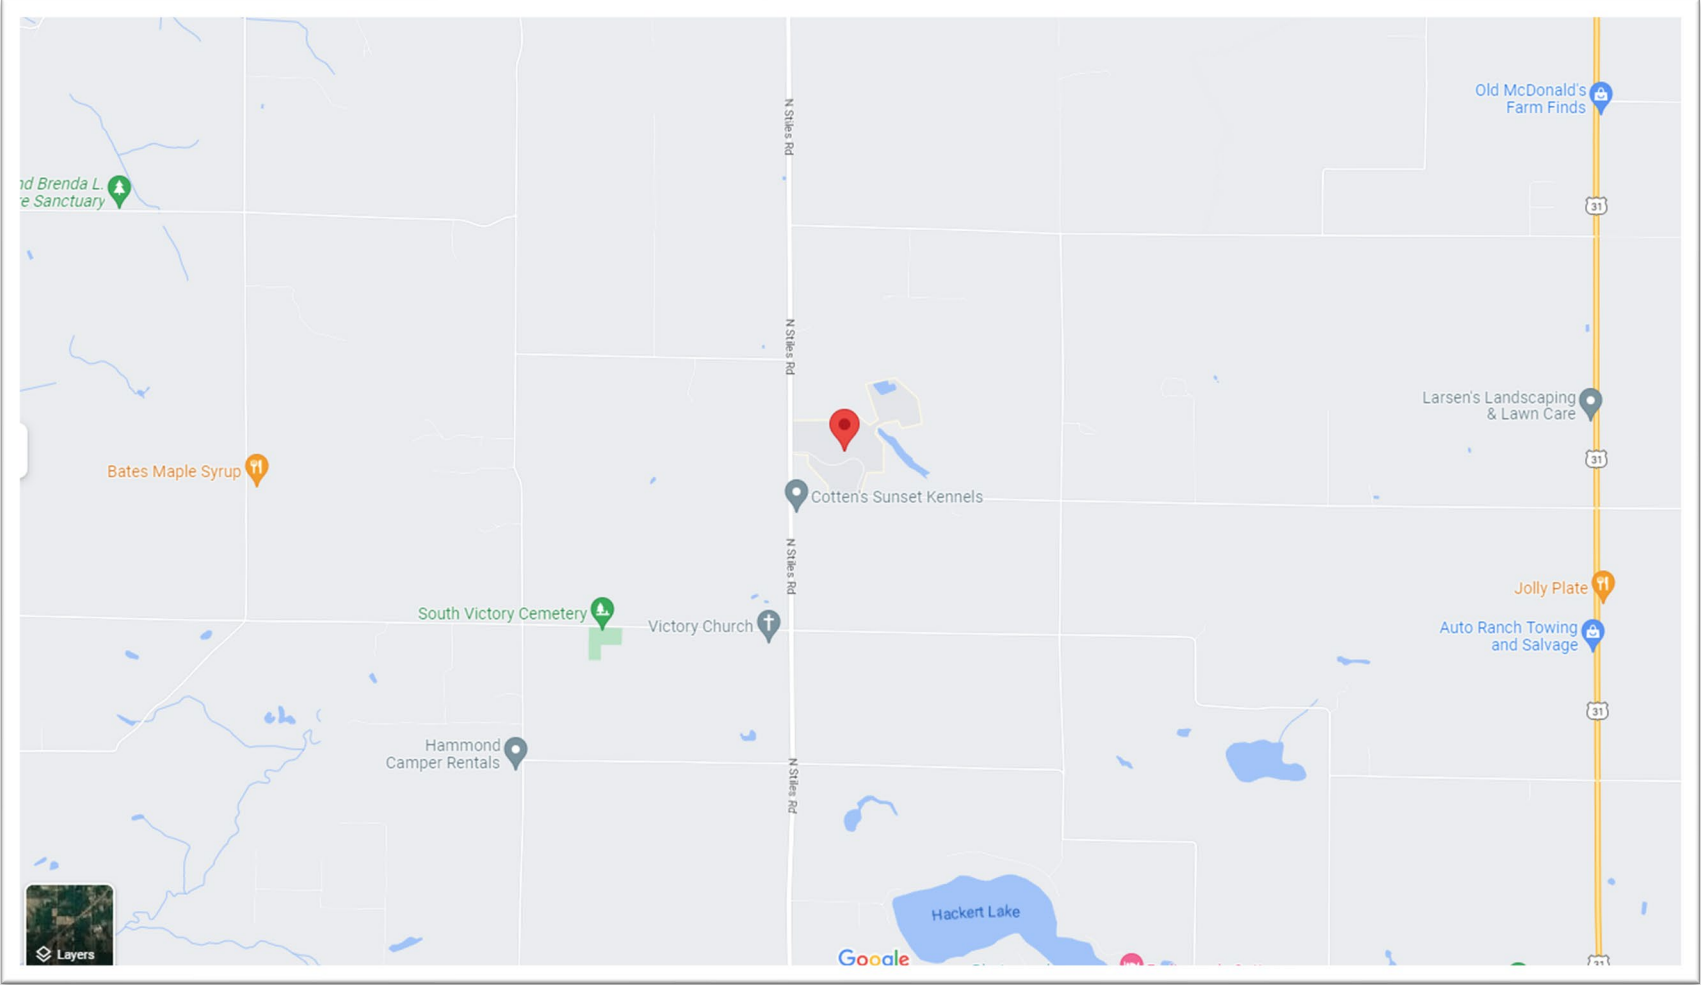 N Stiles Rd
Old McDonald's
Farm Finds
nd Brenda L.
re Sanctuary
31
N Stiles Rd
Larsen's Landscaping
& Lawn Care
Bates Maple Syrup
31
Cotten's Sunset Kennels
N Stiles Rd
Jolly Plate
South Victory Cemetery
Victory Church
Auto Ranch Towing
and Salvage
31
Hammond
Camper Rentals
N Stiles Rd
Hackert Lake
Layers
Google
31